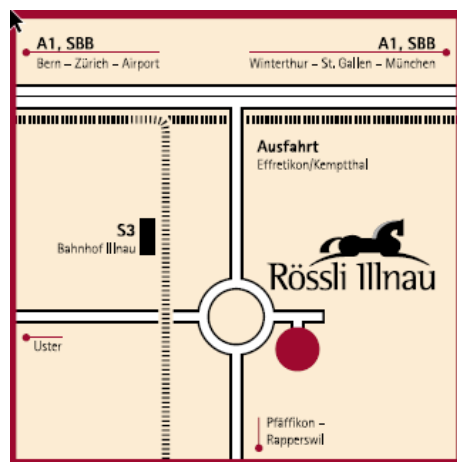 A1, SBB
Bern – Zürich – Airport
A1, SBB
Winterthur – St. Gallen – München
Ausfahrt
Effretikon/Kemptthal
S3
Bahnhof Illnau
Rössli Illnau
Uster
Pfäffikon –
Rapperswil